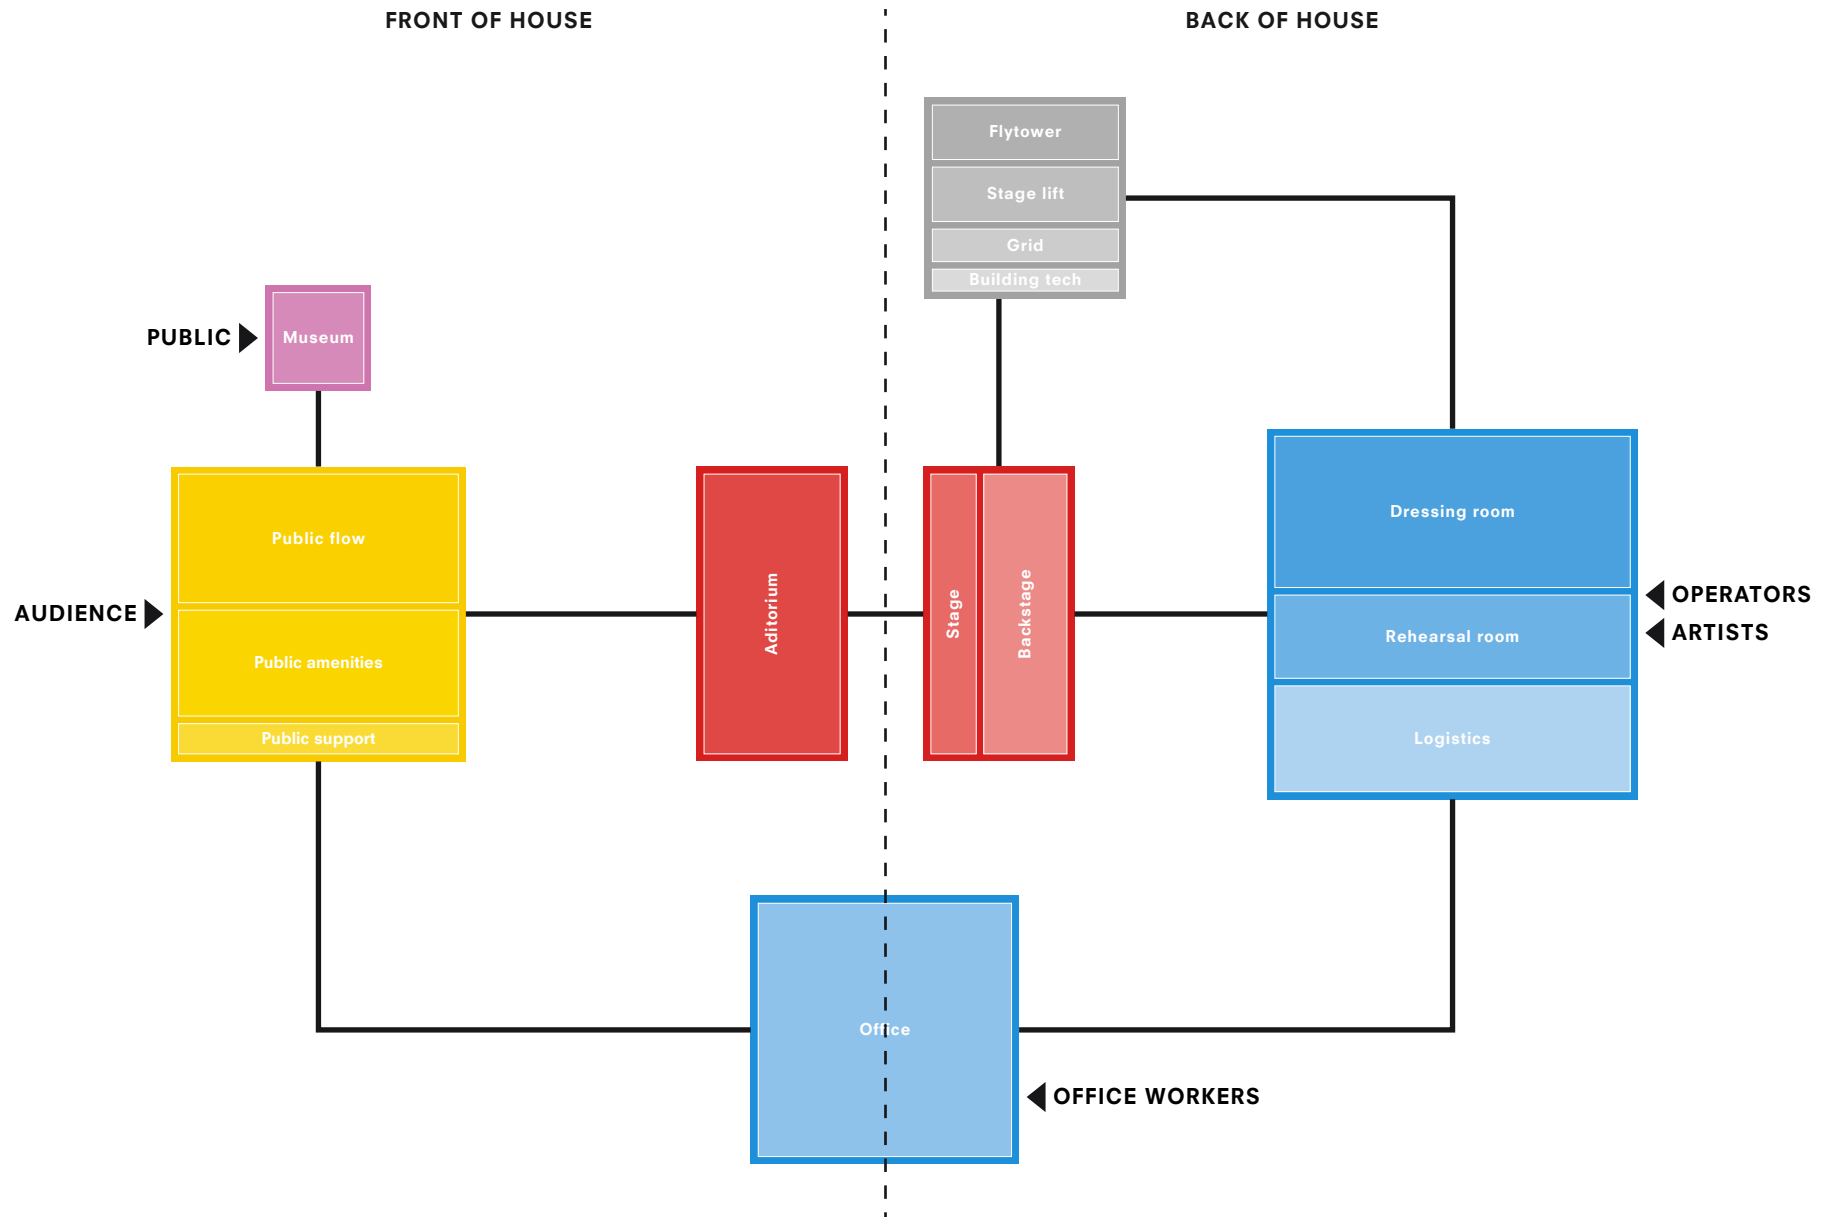 FRONT OF HOUSE
BACK OF HOUSE
Flytower
Stage lift
Grid
Building tech
PUBLIC
Museum
Public flow
Public amenities
Public support
AUDIENCE
Aditorium
Stage
Backstage
Dressing room
Rehearsal room
Logistics
OPERATORS
ARTISTS
Office
OFFICE WORKERS